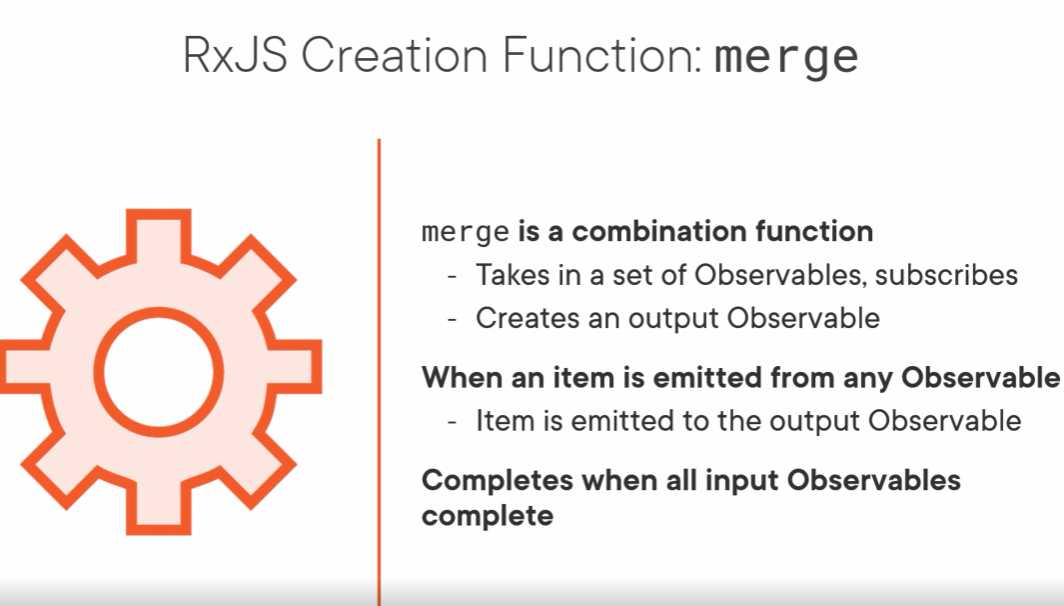 RxJS Creation Function: merge
merge is a combination function
- Takes in a set of Observables, subscribes
- Creates an output Observable
When an item is emitted from any Observable
- Item is emitted to the output Observable
Completes when all input Observables
complete